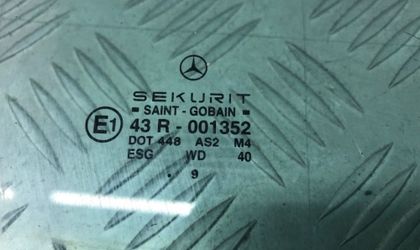 SEKURIT
SAINT - GOBAIN
E1 43 R - 001352
DOT 448 AS2 M4
ESG WD 40
. 9